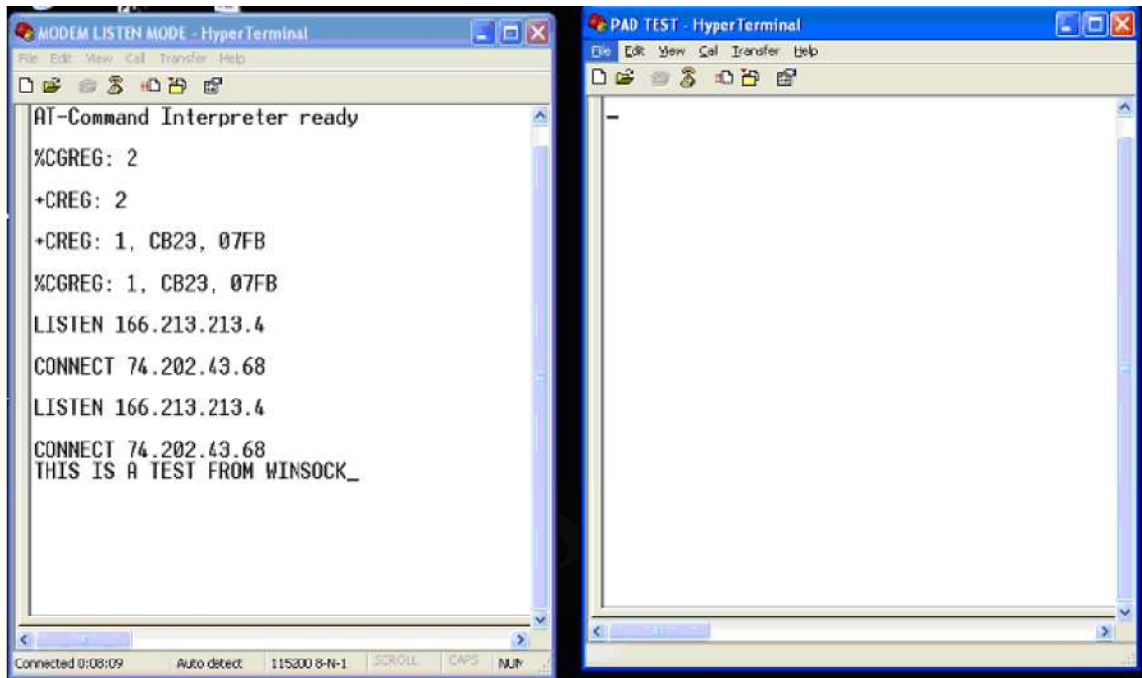 MODEM LISTEN MODE - HyperTerminal
File Edit View Call Transfer Help
AT-Command Interpreter ready
%CGREG: 2
+CREG: 2
+CREG: 1, CB23, 07FB
%CGREG: 1, CB23, 07FB
LISTEN 166.213.213.4
CONNECT 74.202.43.68
LISTEN 166.213.213.4
CONNECT 74.202.43.68
THIS IS A TEST FROM WINSOCK_
Connected 0:08:09 Auto detect 115200 8-N-1 SCROLL CAPS NUM
PAD TEST - HyperTerminal
File Edit View Call Transfer Help